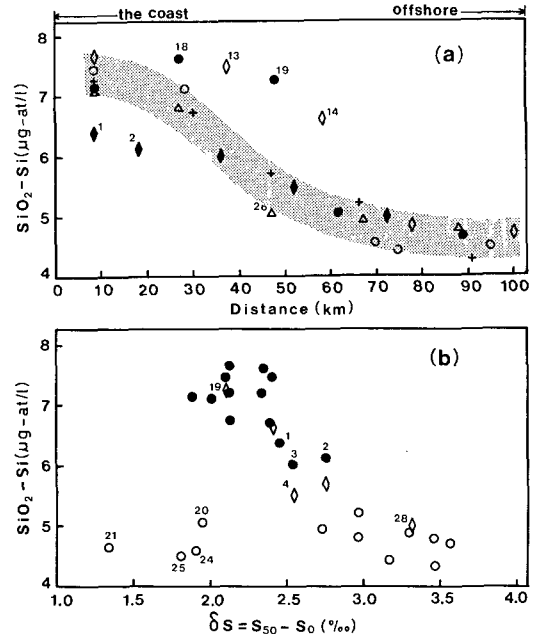 the coast offshore
(a)
SiO₂-Si(µg-at/l)
8
7
6
5
4
18 13 19 14
1 2
26
0 10 20 30 40 50 60 70 80 90 100
Distance (km)
(b)
SiO₂-Si(µg-at/l)
8
7
6
5
4
19
1
3 2
4
20 28
21
25 24
1.0 1.5 2.0 2.5 3.0 3.5 4.0
δS = S₅₀-S₀ (‰)